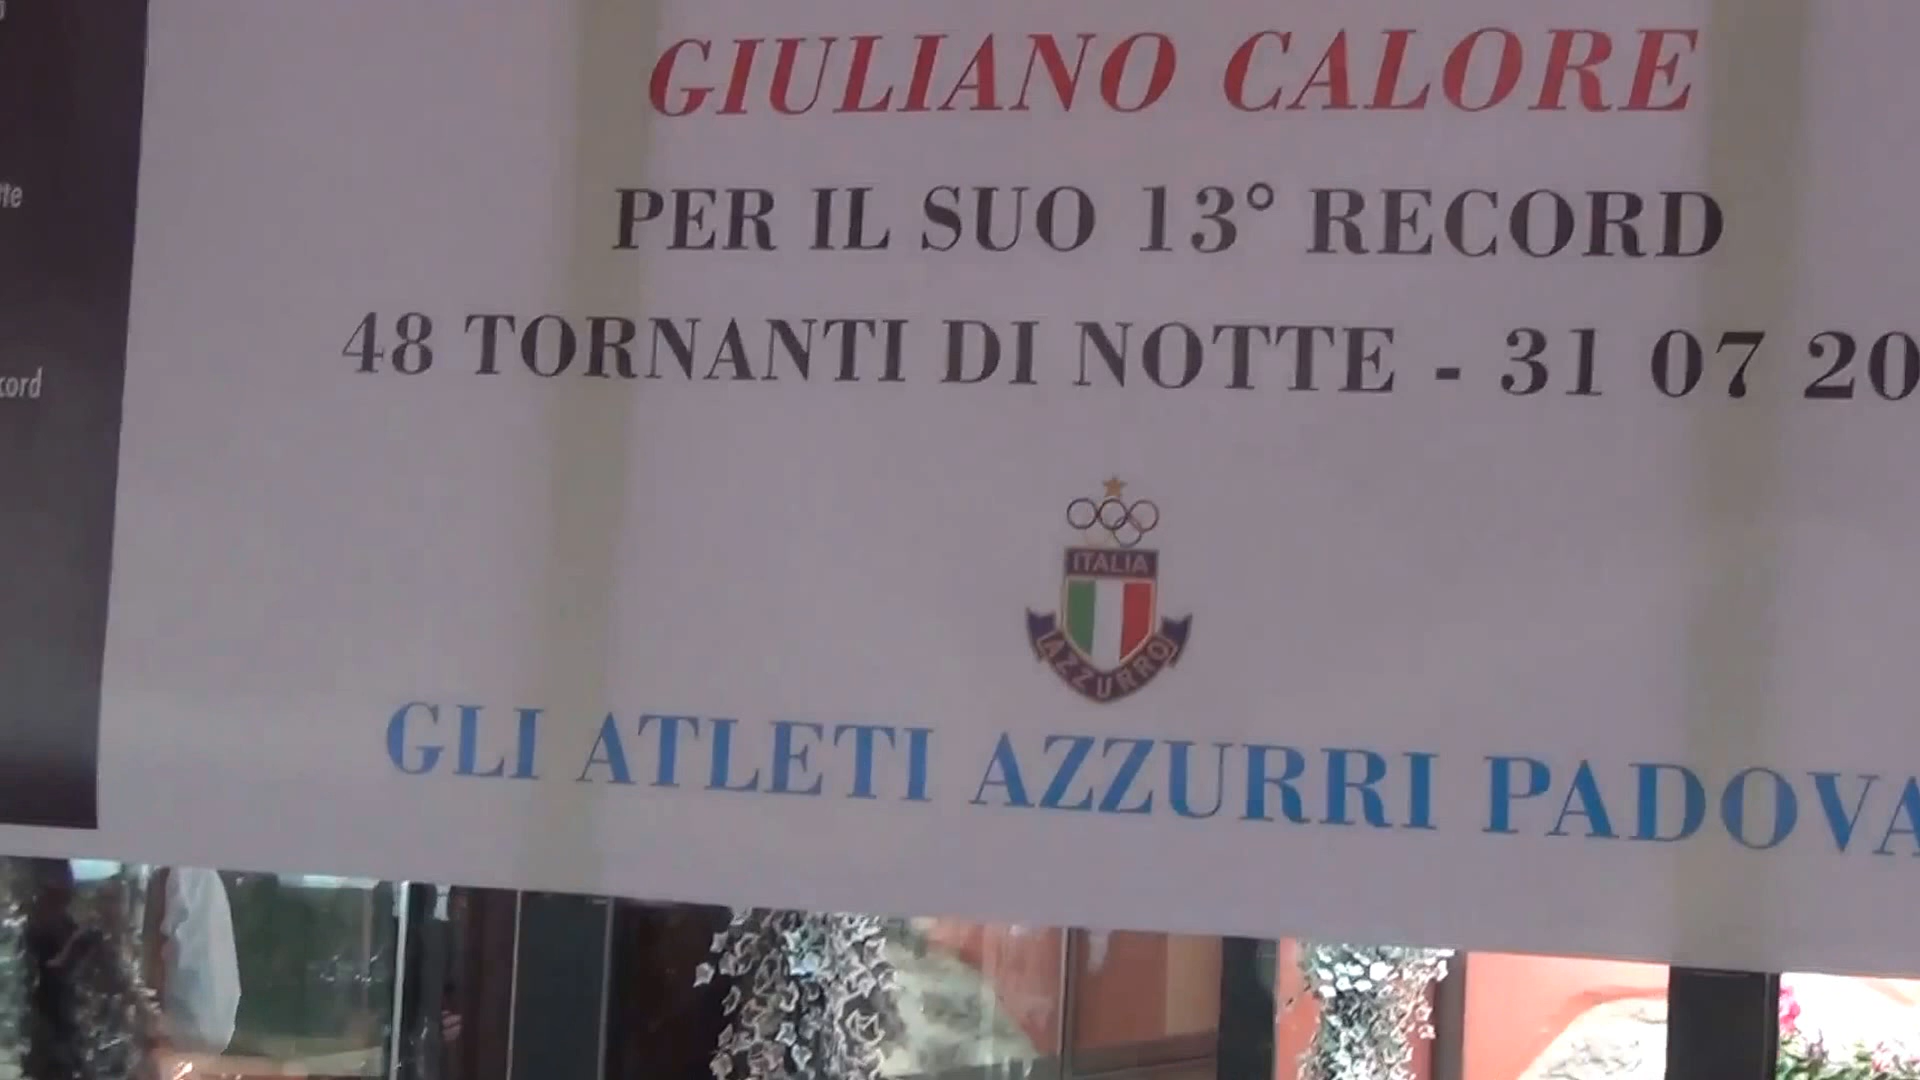 GIULIANO CALORE
PER IL SUO 13° RECORD
48 TORNANTI DI NOTTE - 31 07 20
ITALIA
AZZURRO
GLI ATLETI AZZURRI PADOVA